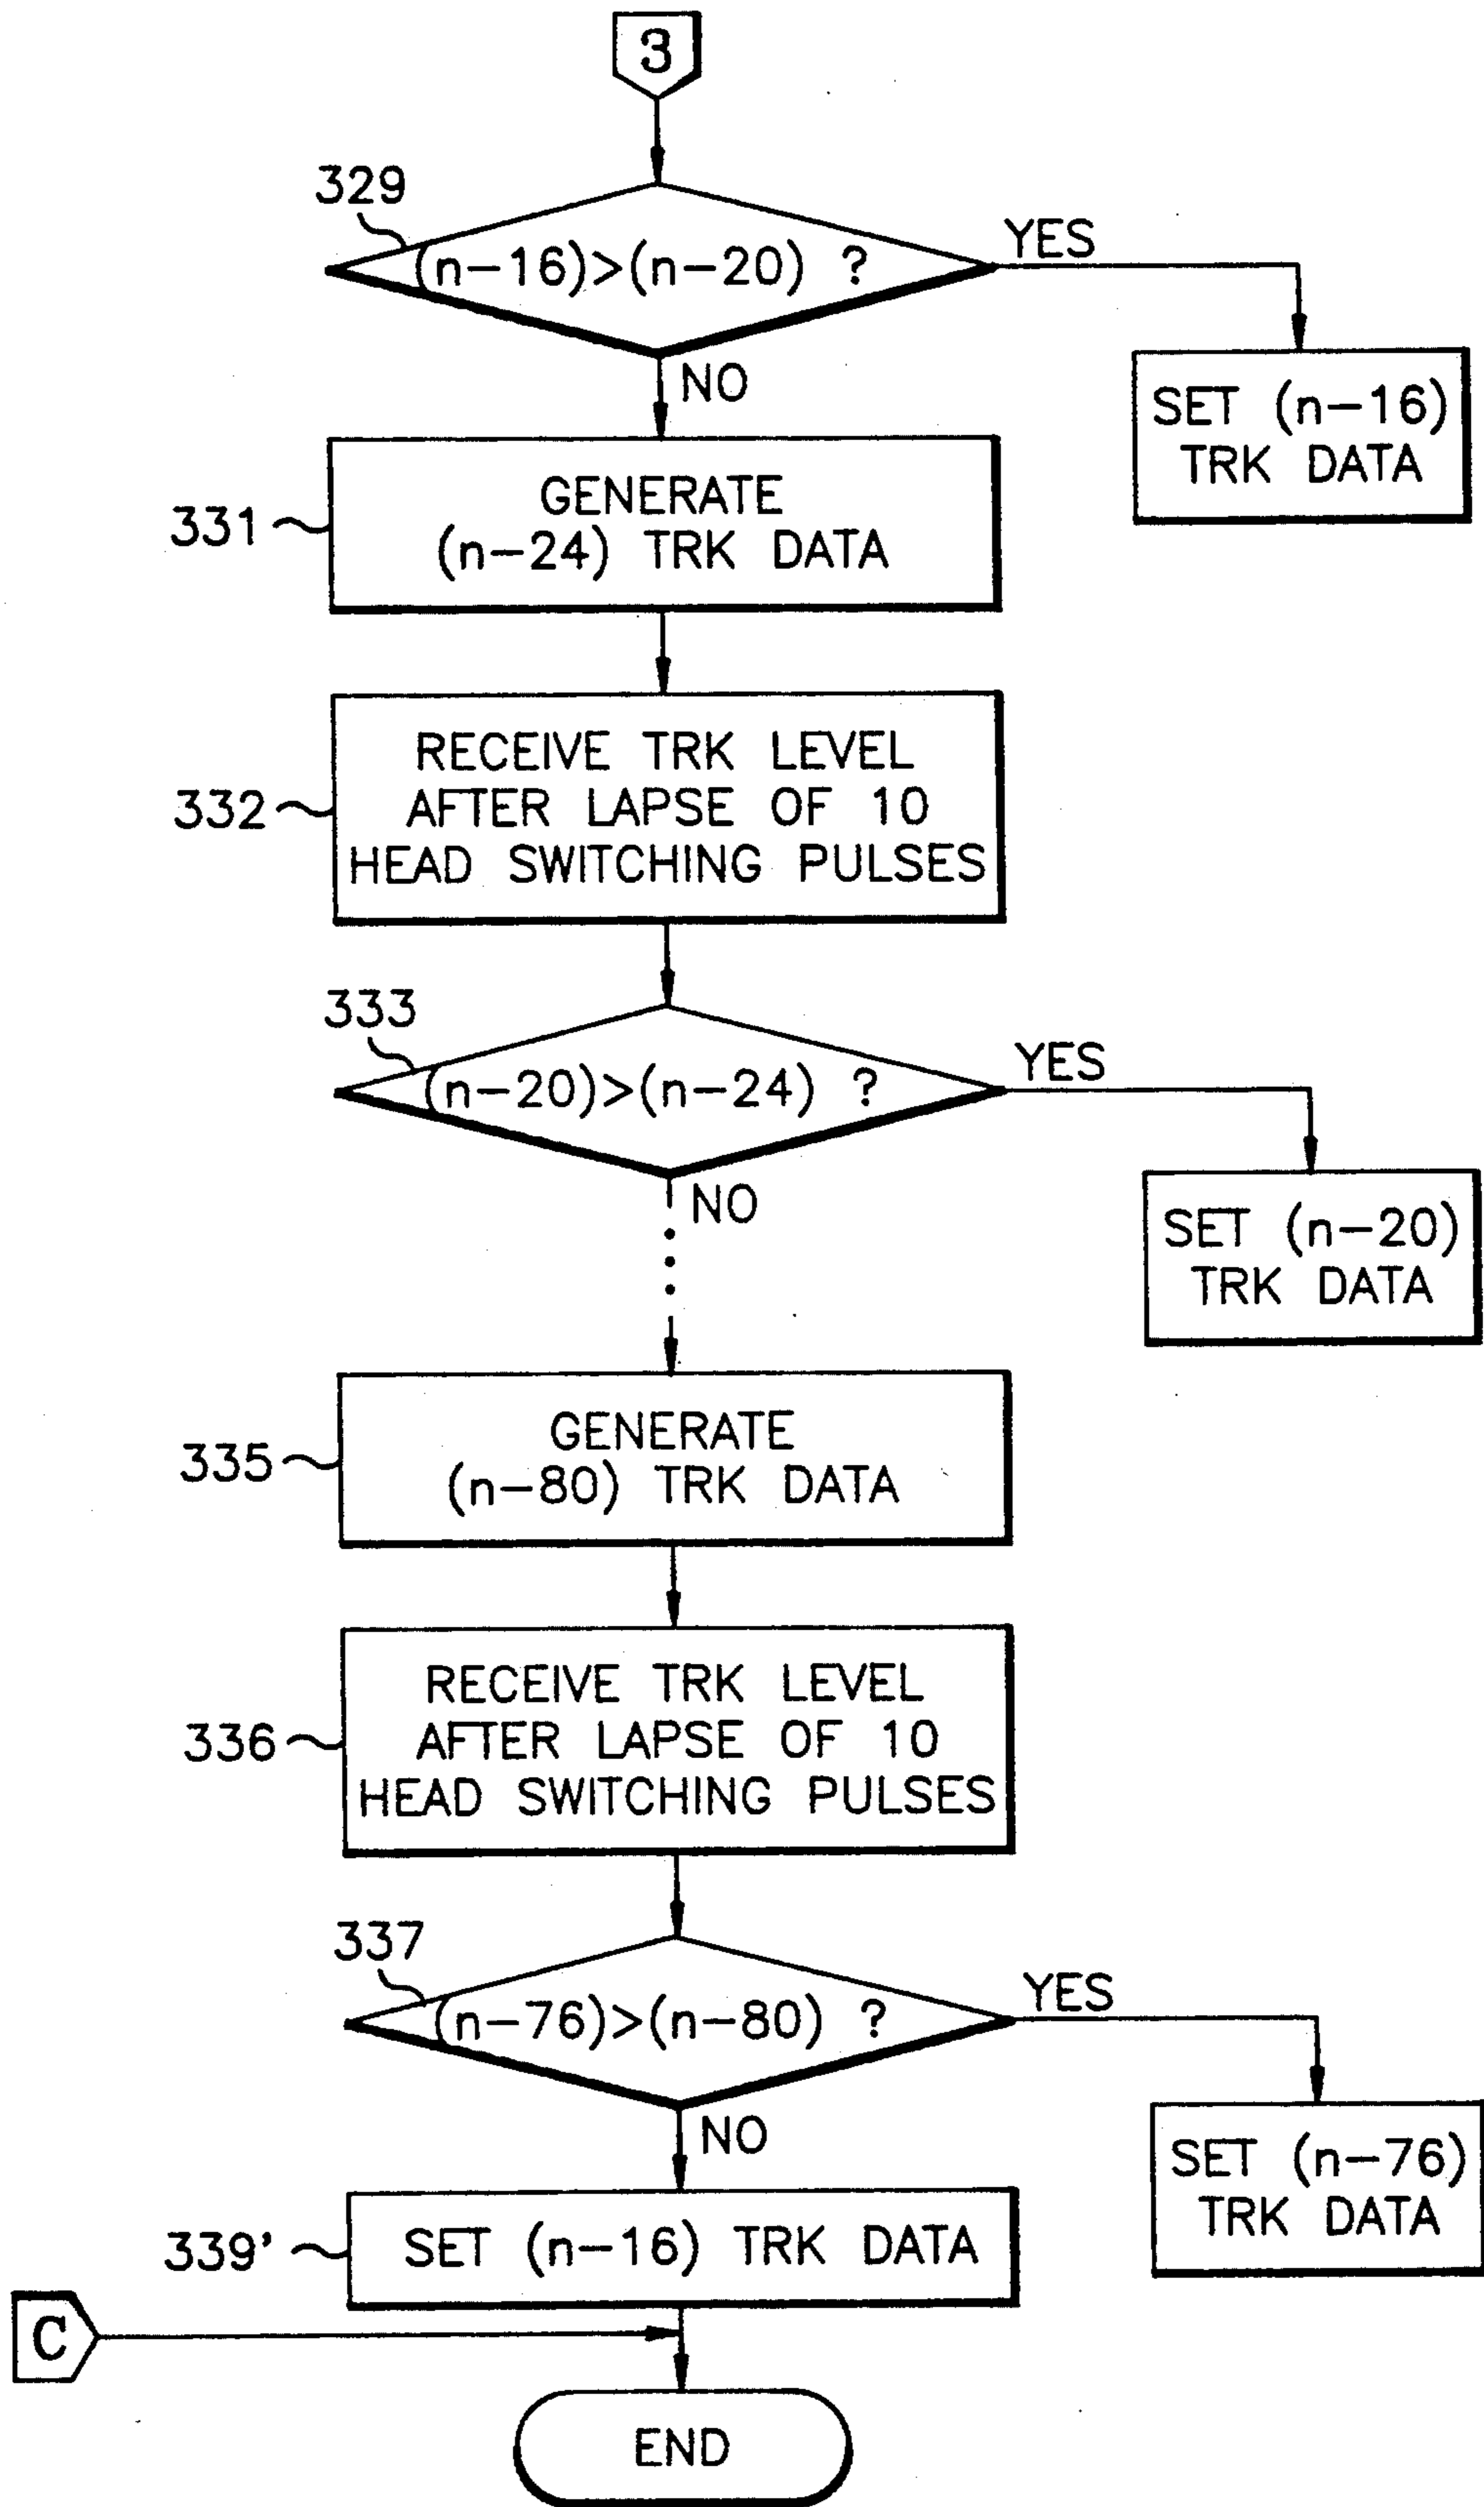 3
329
(n-16)>(n-20) ?
YES
NO
SET (n-16)
TRK DATA
331
GENERATE
(n-24) TRK DATA
332
RECEIVE TRK LEVEL
AFTER LAPSE OF 10
HEAD SWITCHING PULSES
333
(n-20)>(n-24) ?
YES
NO
SET (n-20)
TRK DATA
335
GENERATE
(n-80) TRK DATA
336
RECEIVE TRK LEVEL
AFTER LAPSE OF 10
HEAD SWITCHING PULSES
337
(n-76)>(n-80) ?
YES
NO
SET (n-76)
TRK DATA
339'
SET (n-16) TRK DATA
C
END